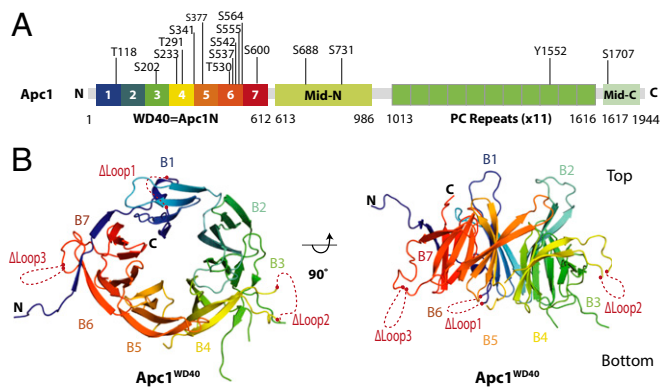 A
S377 S564
S341 S555
T291 S542
T118 S233 S537 S600 S688 S731 Y1552 S1707
S202 T530
Apc1 N 1 2 3 4 5 6 7 Mid-N Mid-C C
1 WD40=Apc1N 612 613 986 1013 PC Repeats (x11) 1616 1617 1944
B
B1
ΔLoop1
B2
B7
C
B3
ΔLoop3
N
ΔLoop2
B6
B5
B4
Apc1WD40
90°
B1
B2
Top
N
C
B7
B3
ΔLoop2
ΔLoop3
B6
ΔLoop1
B5
B4
Bottom
Apc1WD40